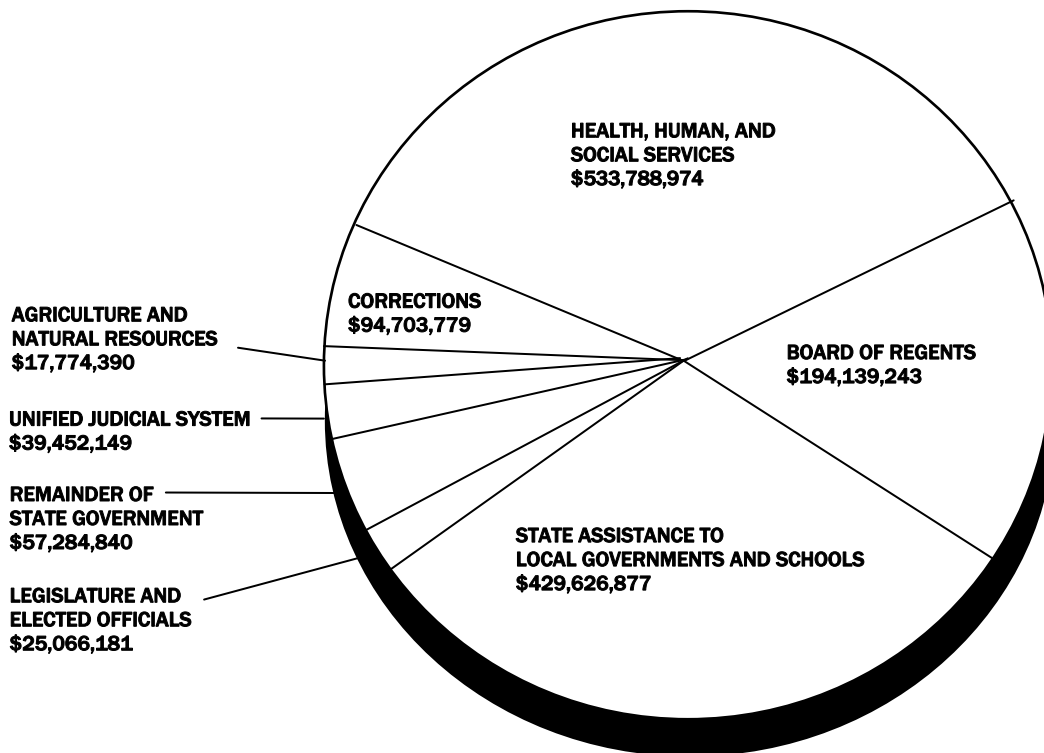 HEALTH, HUMAN, AND
SOCIAL SERVICES
$533,788,974
CORRECTIONS
$94,703,779
AGRICULTURE AND
NATURAL RESOURCES
$17,774,390
BOARD OF REGENTS
$194,139,243
UNIFIED JUDICIAL SYSTEM
$39,452,149
REMAINDER OF
STATE GOVERNMENT
$57,284,840
STATE ASSISTANCE TO
LOCAL GOVERNMENTS AND SCHOOLS
$429,626,877
LEGISLATURE AND
ELECTED OFFICIALS
$25,066,181